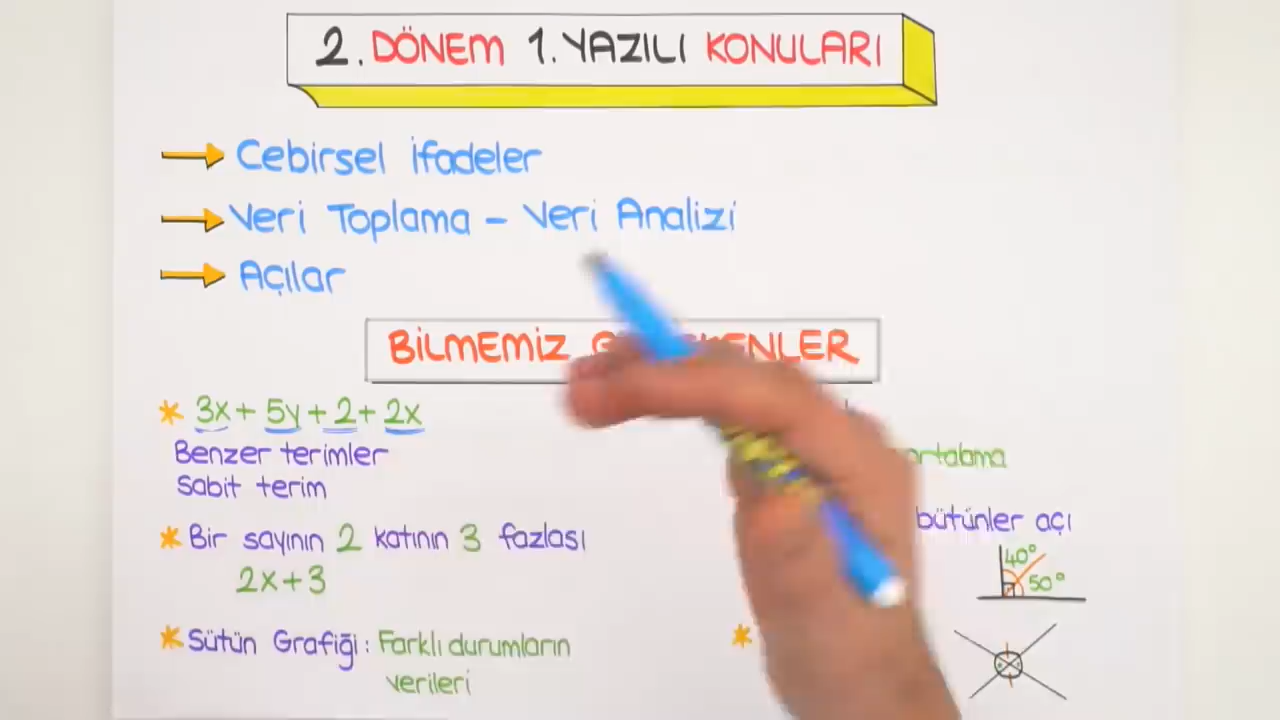 2. DÖNEM 1. YAZILI KONULARI
Cebirsel İfadeler
Veri Toplama – Veri Analizi
Açılar
BİLMEMİZ
3x + 5y + 2 + 2x
Benzer terimler
Sabit terim
Bir sayının 2 katının 3 fazlası
2x+3
Sütün Grafiği: Farklı durumların
verileri
bütünler açı
40°
50°